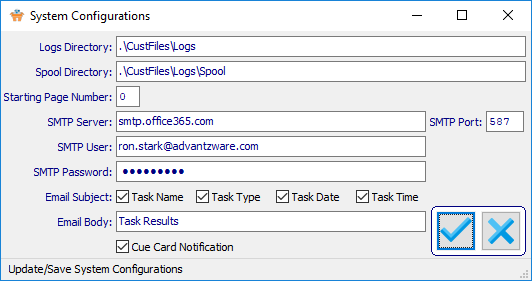 System Configurations
Logs Directory: .\CustFiles\Logs
Spool Directory: .\CustFiles\Logs\Spool
Starting Page Number: 0
SMTP Server: smtp.office365.com SMTP Port: 587
SMTP User: ron.stark@advantzware.com
SMTP Password: ●●●●●●●●●
Email Subject: Task Name Task Type Task Date Task Time
Email Body: Task Results
Cue Card Notification
Update/Save System Configurations